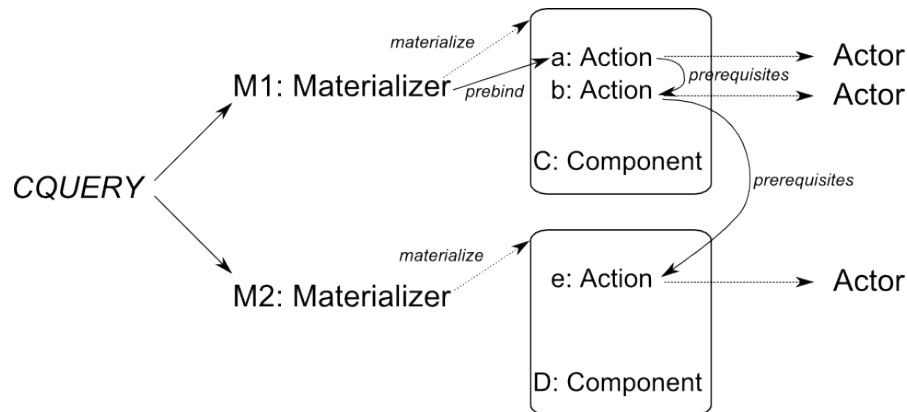 materialize
a: Action
Actor
prerequisites
M1: Materializer
prebind
b: Action
Actor
C: Component
CQUERY
prerequisites
materialize
e: Action
Actor
M2: Materializer
D: Component